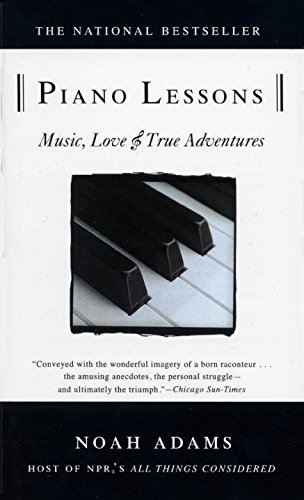 THE NATIONAL BESTSELLER
PIANO LESSONS
Music, Love & True Adventures
"Conveyed with the wonderful imagery of a born raconteur . . .
the amusing anecdotes, the personal struggle—
and ultimately the triumph."—Chicago Sun-Times
NOAH ADAMS
HOST OF NPR®'S ALL THINGS CONSIDERED